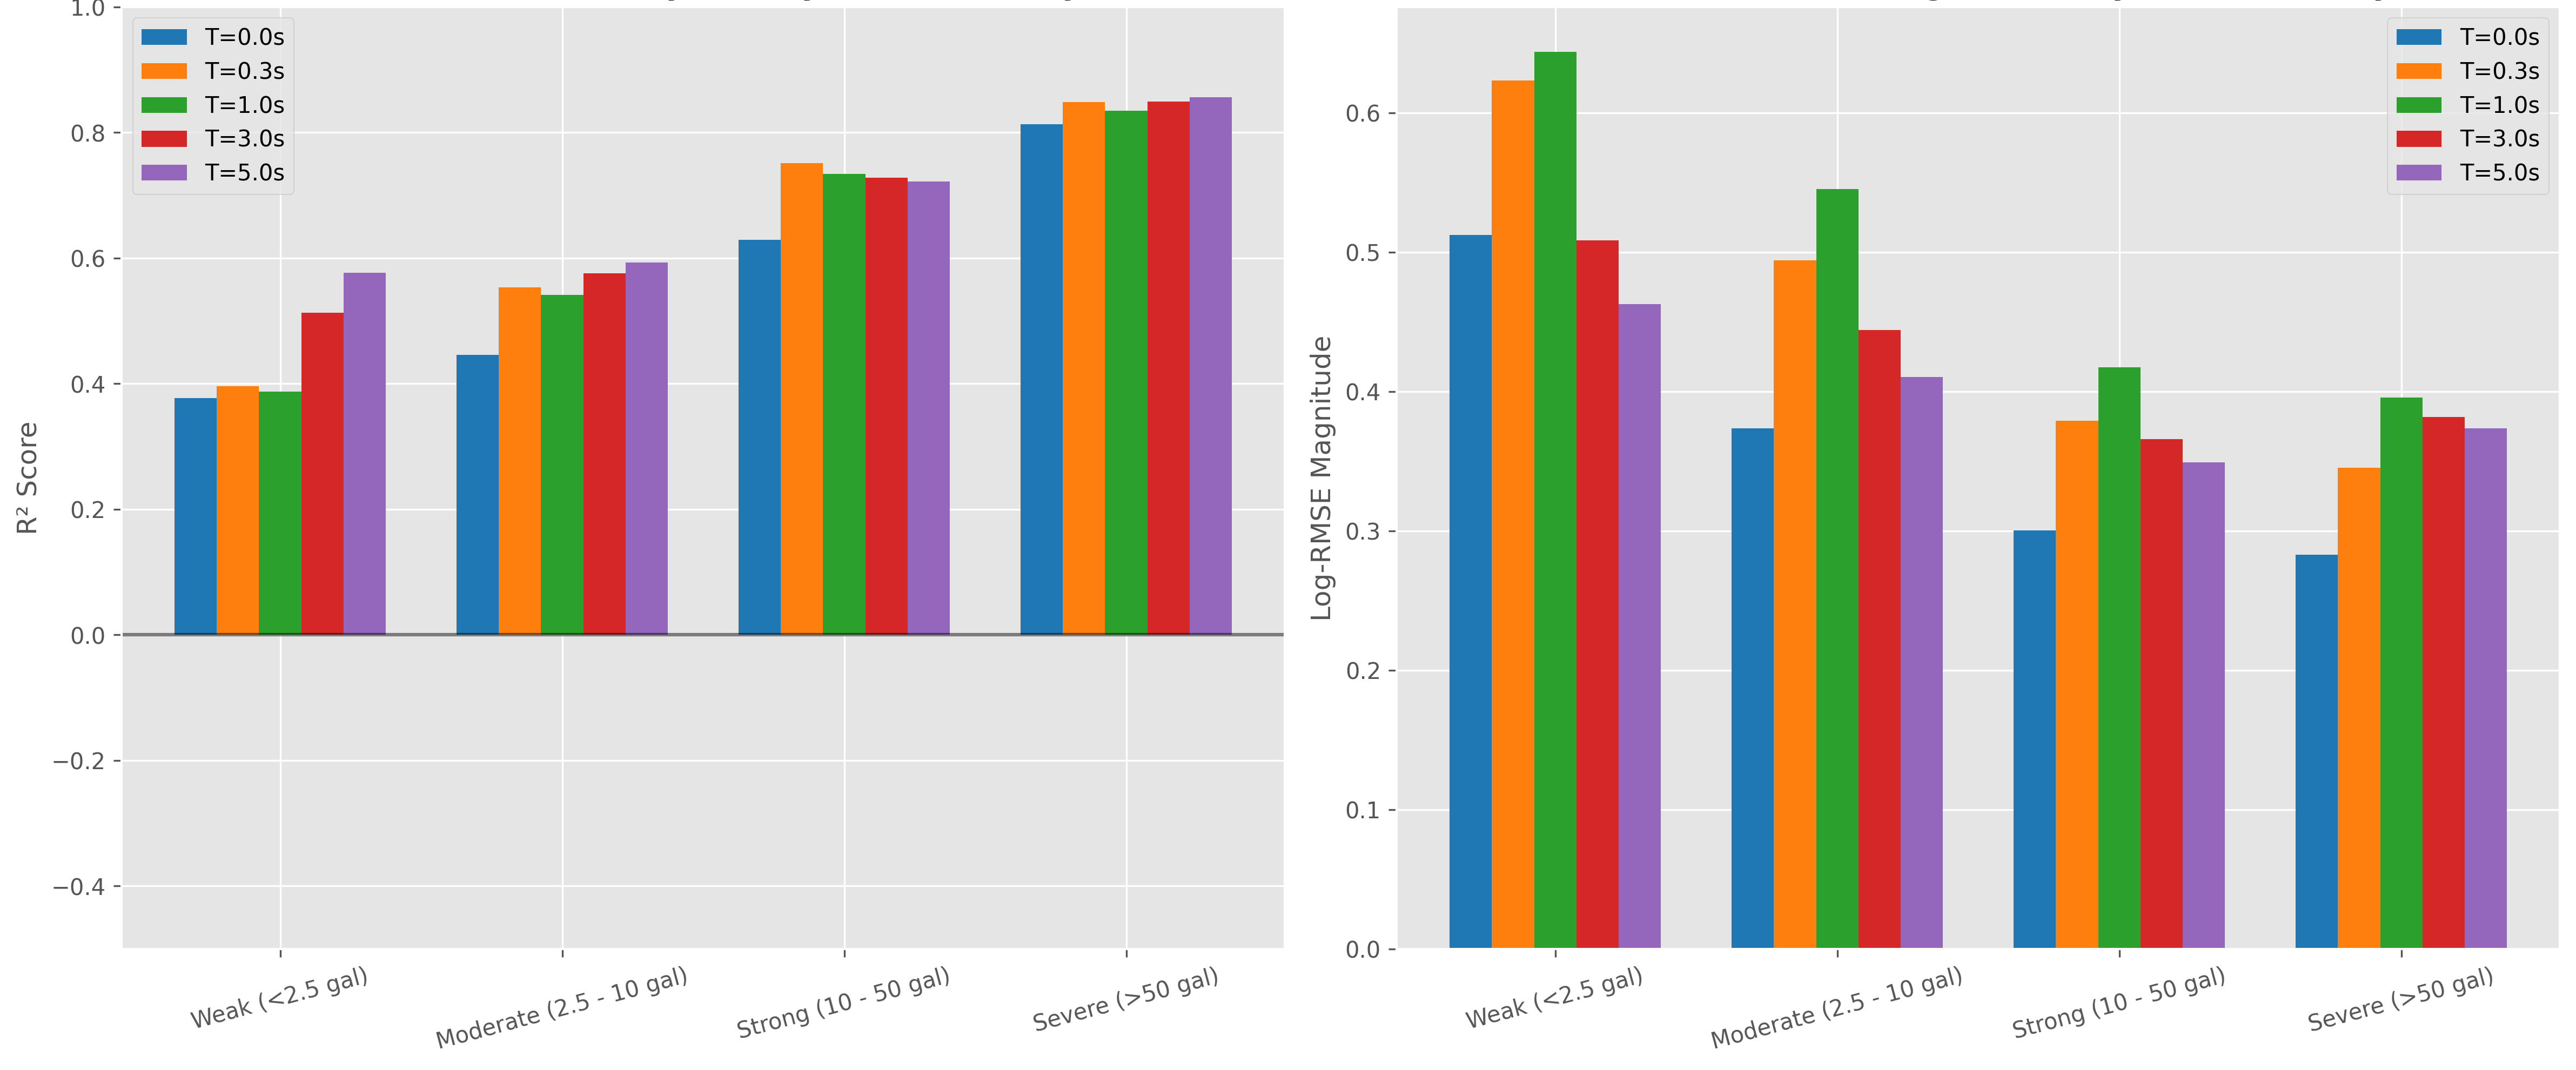 1.0
0.8
0.6
0.4
0.2
0.0
−0.2
−0.4
R² Score
T=0.0s
T=0.3s
T=1.0s
T=3.0s
T=5.0s
Weak (<2.5 gal)
Moderate (2.5 - 10 gal)
Strong (10 - 50 gal)
Severe (>50 gal)
0.6
0.5
0.4
0.3
0.2
0.1
0.0
Log-RMSE Magnitude
T=0.0s
T=0.3s
T=1.0s
T=3.0s
T=5.0s
Weak (<2.5 gal)
Moderate (2.5 - 10 gal)
Strong (10 - 50 gal)
Severe (>50 gal)